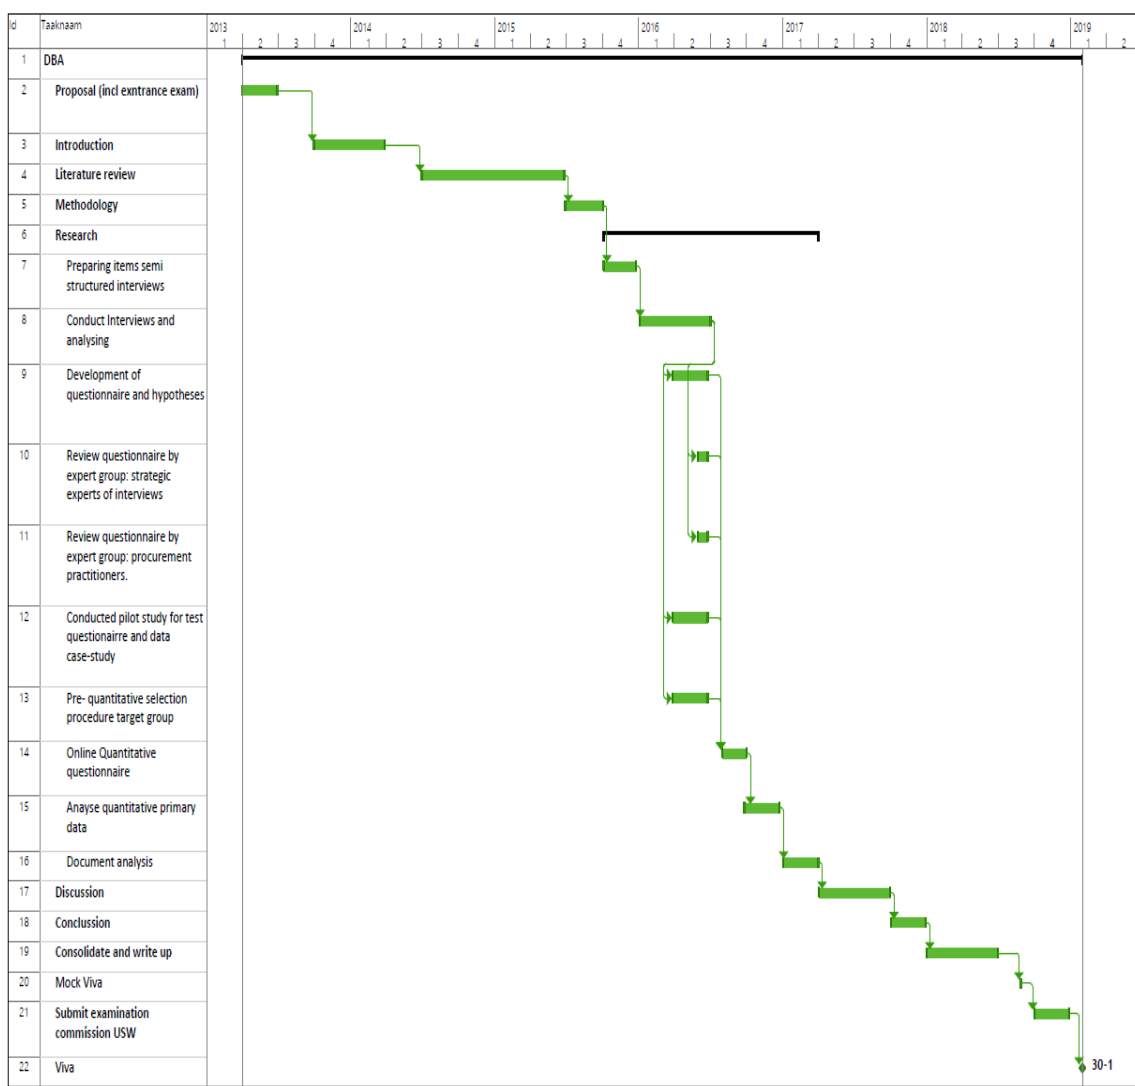 Id Taaknaam 2013 2014 2015 2016 2017 2018 2019
1 2 3 4 1 2 3 4 1 2 3 4 1 2 3 4 1 2 3 4 1 2 3 4 1 2
1 DBA
2 Proposal (incl exntrance exam)
3 Introduction
4 Literature review
5 Methodology
6 Research
7 Preparing items semi
structured interviews
8 Conduct Interviews and
analysing
9 Development of
questionnaire and hypotheses
10 Review questionnaire by
expert group: strategic
experts of interviews
11 Review questionnaire by
expert group: procurement
practitioners.
12 Conducted pilot study for test
questionairre and data
case-study
13 Pre- quantitative selection
procedure target group
14 Online Quantitative
questionnaire
15 Anayse quantitative primary
data
16 Document analysis
17 Discussion
18 Conclussion
19 Consolidate and write up
20 Mock Viva
21 Submit examination
commission USW
22 Viva 30-1